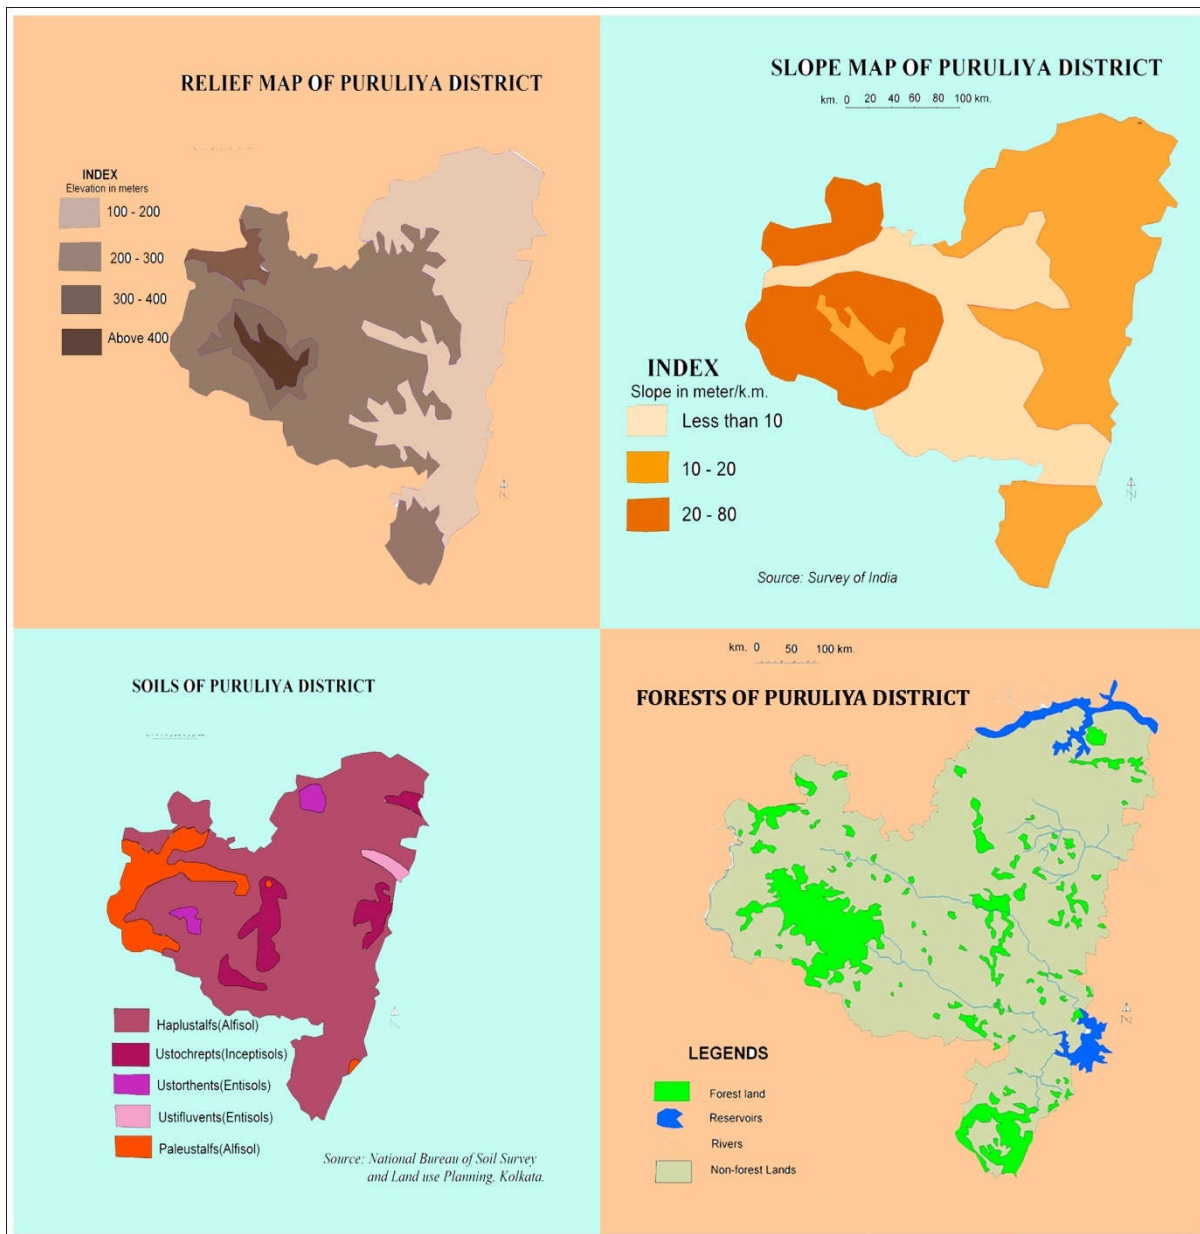 RELIEF MAP OF PURULIYA DISTRICT
INDEX
Elevation in meters
100 - 200
200 - 300
300 - 400
Above 400
N
SLOPE MAP OF PURULIYA DISTRICT
km. 0 20 40 60 80 100 km.
INDEX
Slope in meter/k.m.
Less than 10
10 - 20
20 - 80
N
Source: Survey of India
SOILS OF PURULIYA DISTRICT
Haplustalfs(Alfisol)
Ustochrepts(Inceptisols)
Ustorthents(Entisols)
Ustifluvents(Entisols)
Paleustalfs(Alfisol)
Source: National Bureau of Soil Survey
and Land use Planning. Kolkata.
km. 0 50 100 km.
FORESTS OF PURULIYA DISTRICT
N
LEGENDS
Forest land
Reservoirs
Rivers
Non-forest Lands